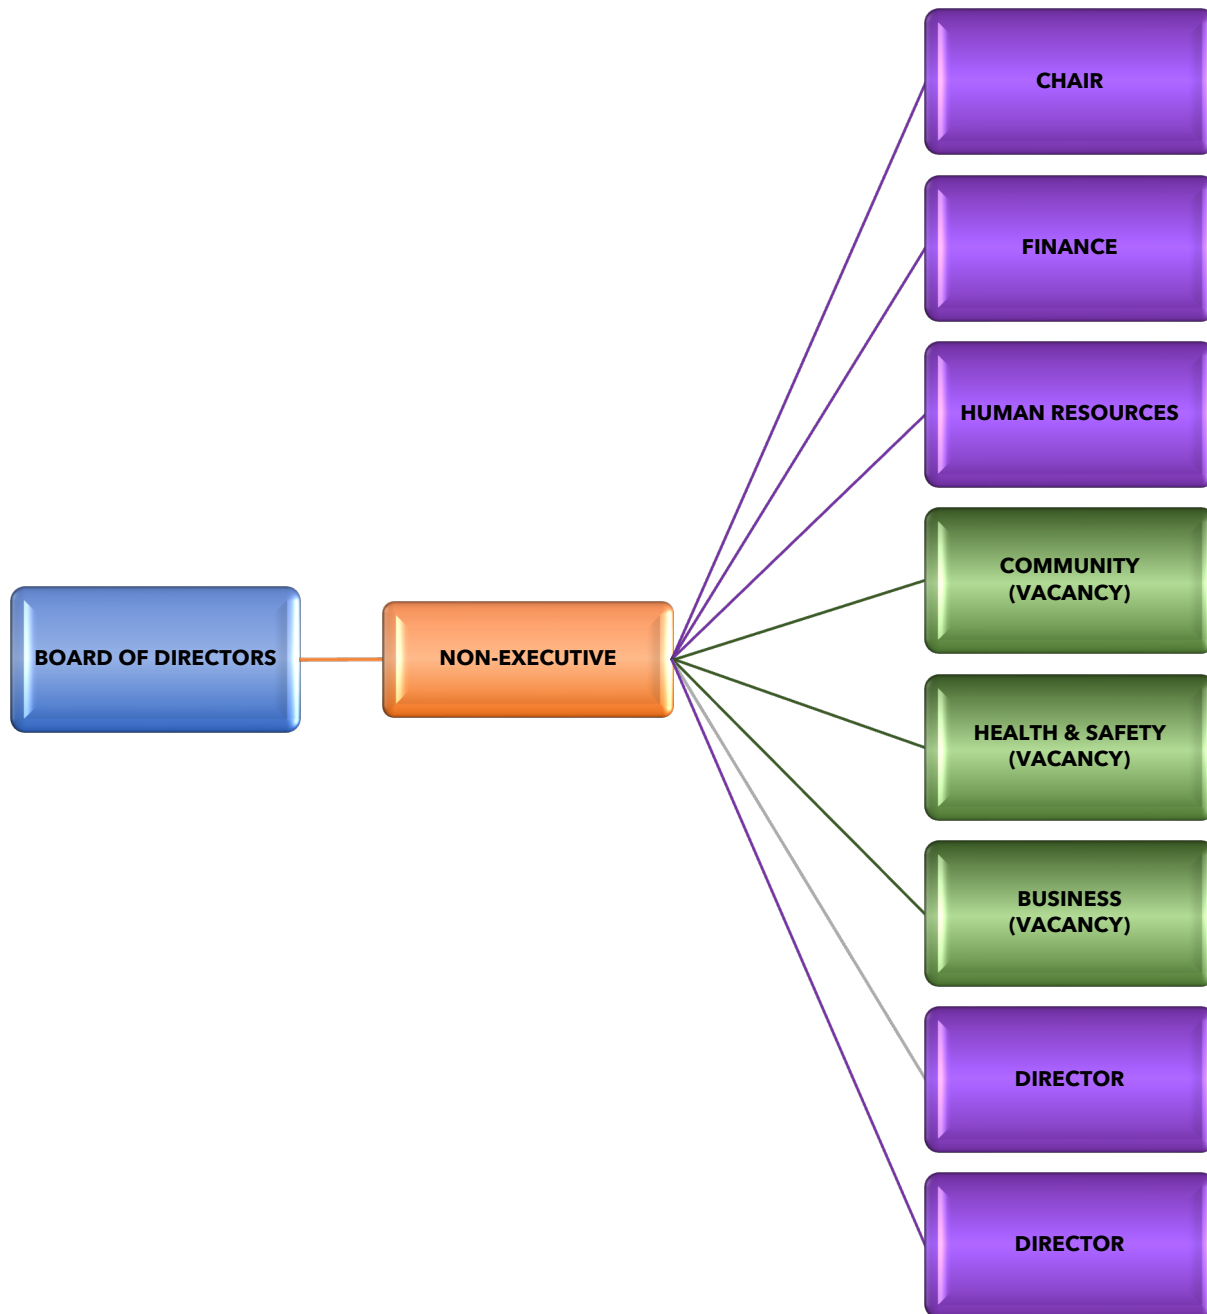 CHAIR
FINANCE
HUMAN RESOURCES
COMMUNITY
(VACANCY)
BOARD OF DIRECTORS
NON-EXECUTIVE
HEALTH & SAFETY
(VACANCY)
BUSINESS
(VACANCY)
DIRECTOR
DIRECTOR